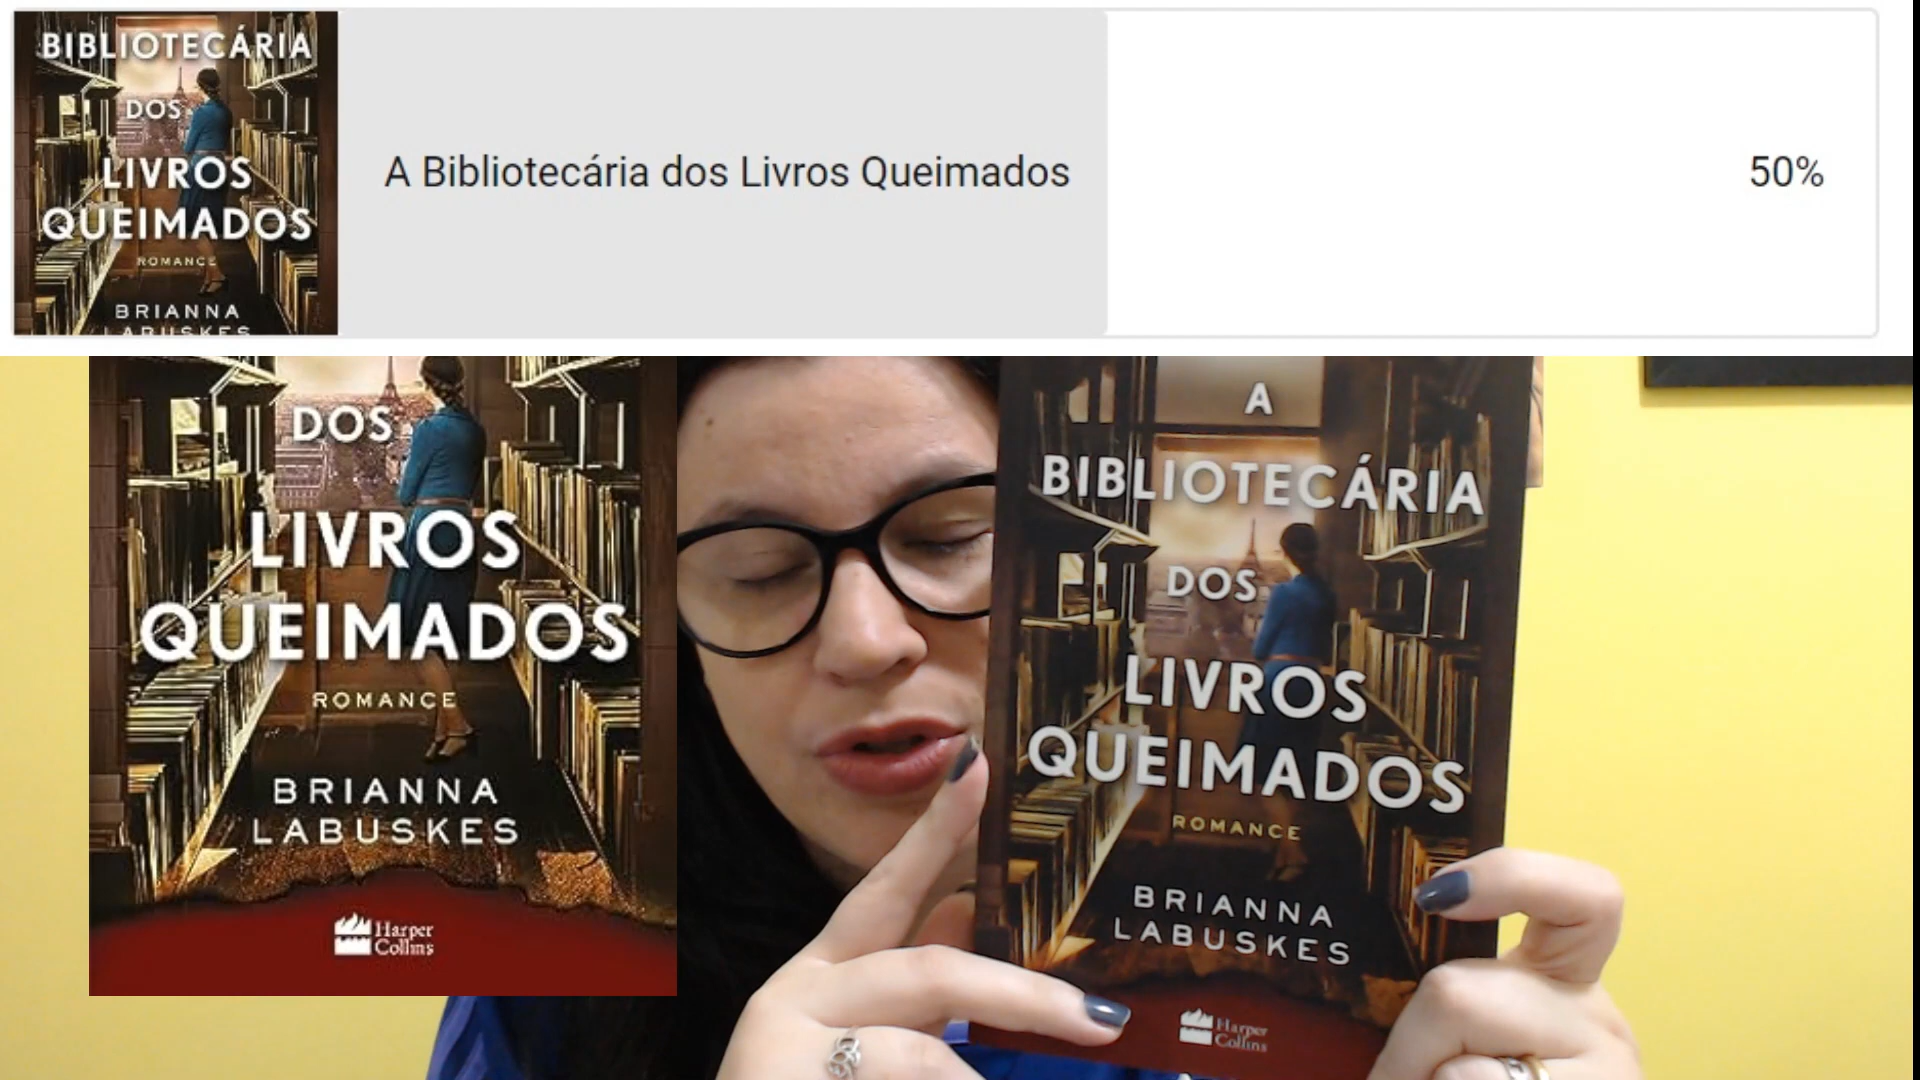 BIBLIOTECÁRIA
DOS
LIVROS
QUEIMADOS
ROMANCE
BRIANNA
LABUSKES
A Bibliotecária dos Livros Queimados
50%
DOS
LIVROS
QUEIMADOS
ROMANCE
BRIANNA
LABUSKES
Harper
Collins
A
BIBLIOTECÁRIA
DOS
LIVROS
QUEIMADOS
ROMANCE
BRIANNA
LABUSKES
Harper
Collins